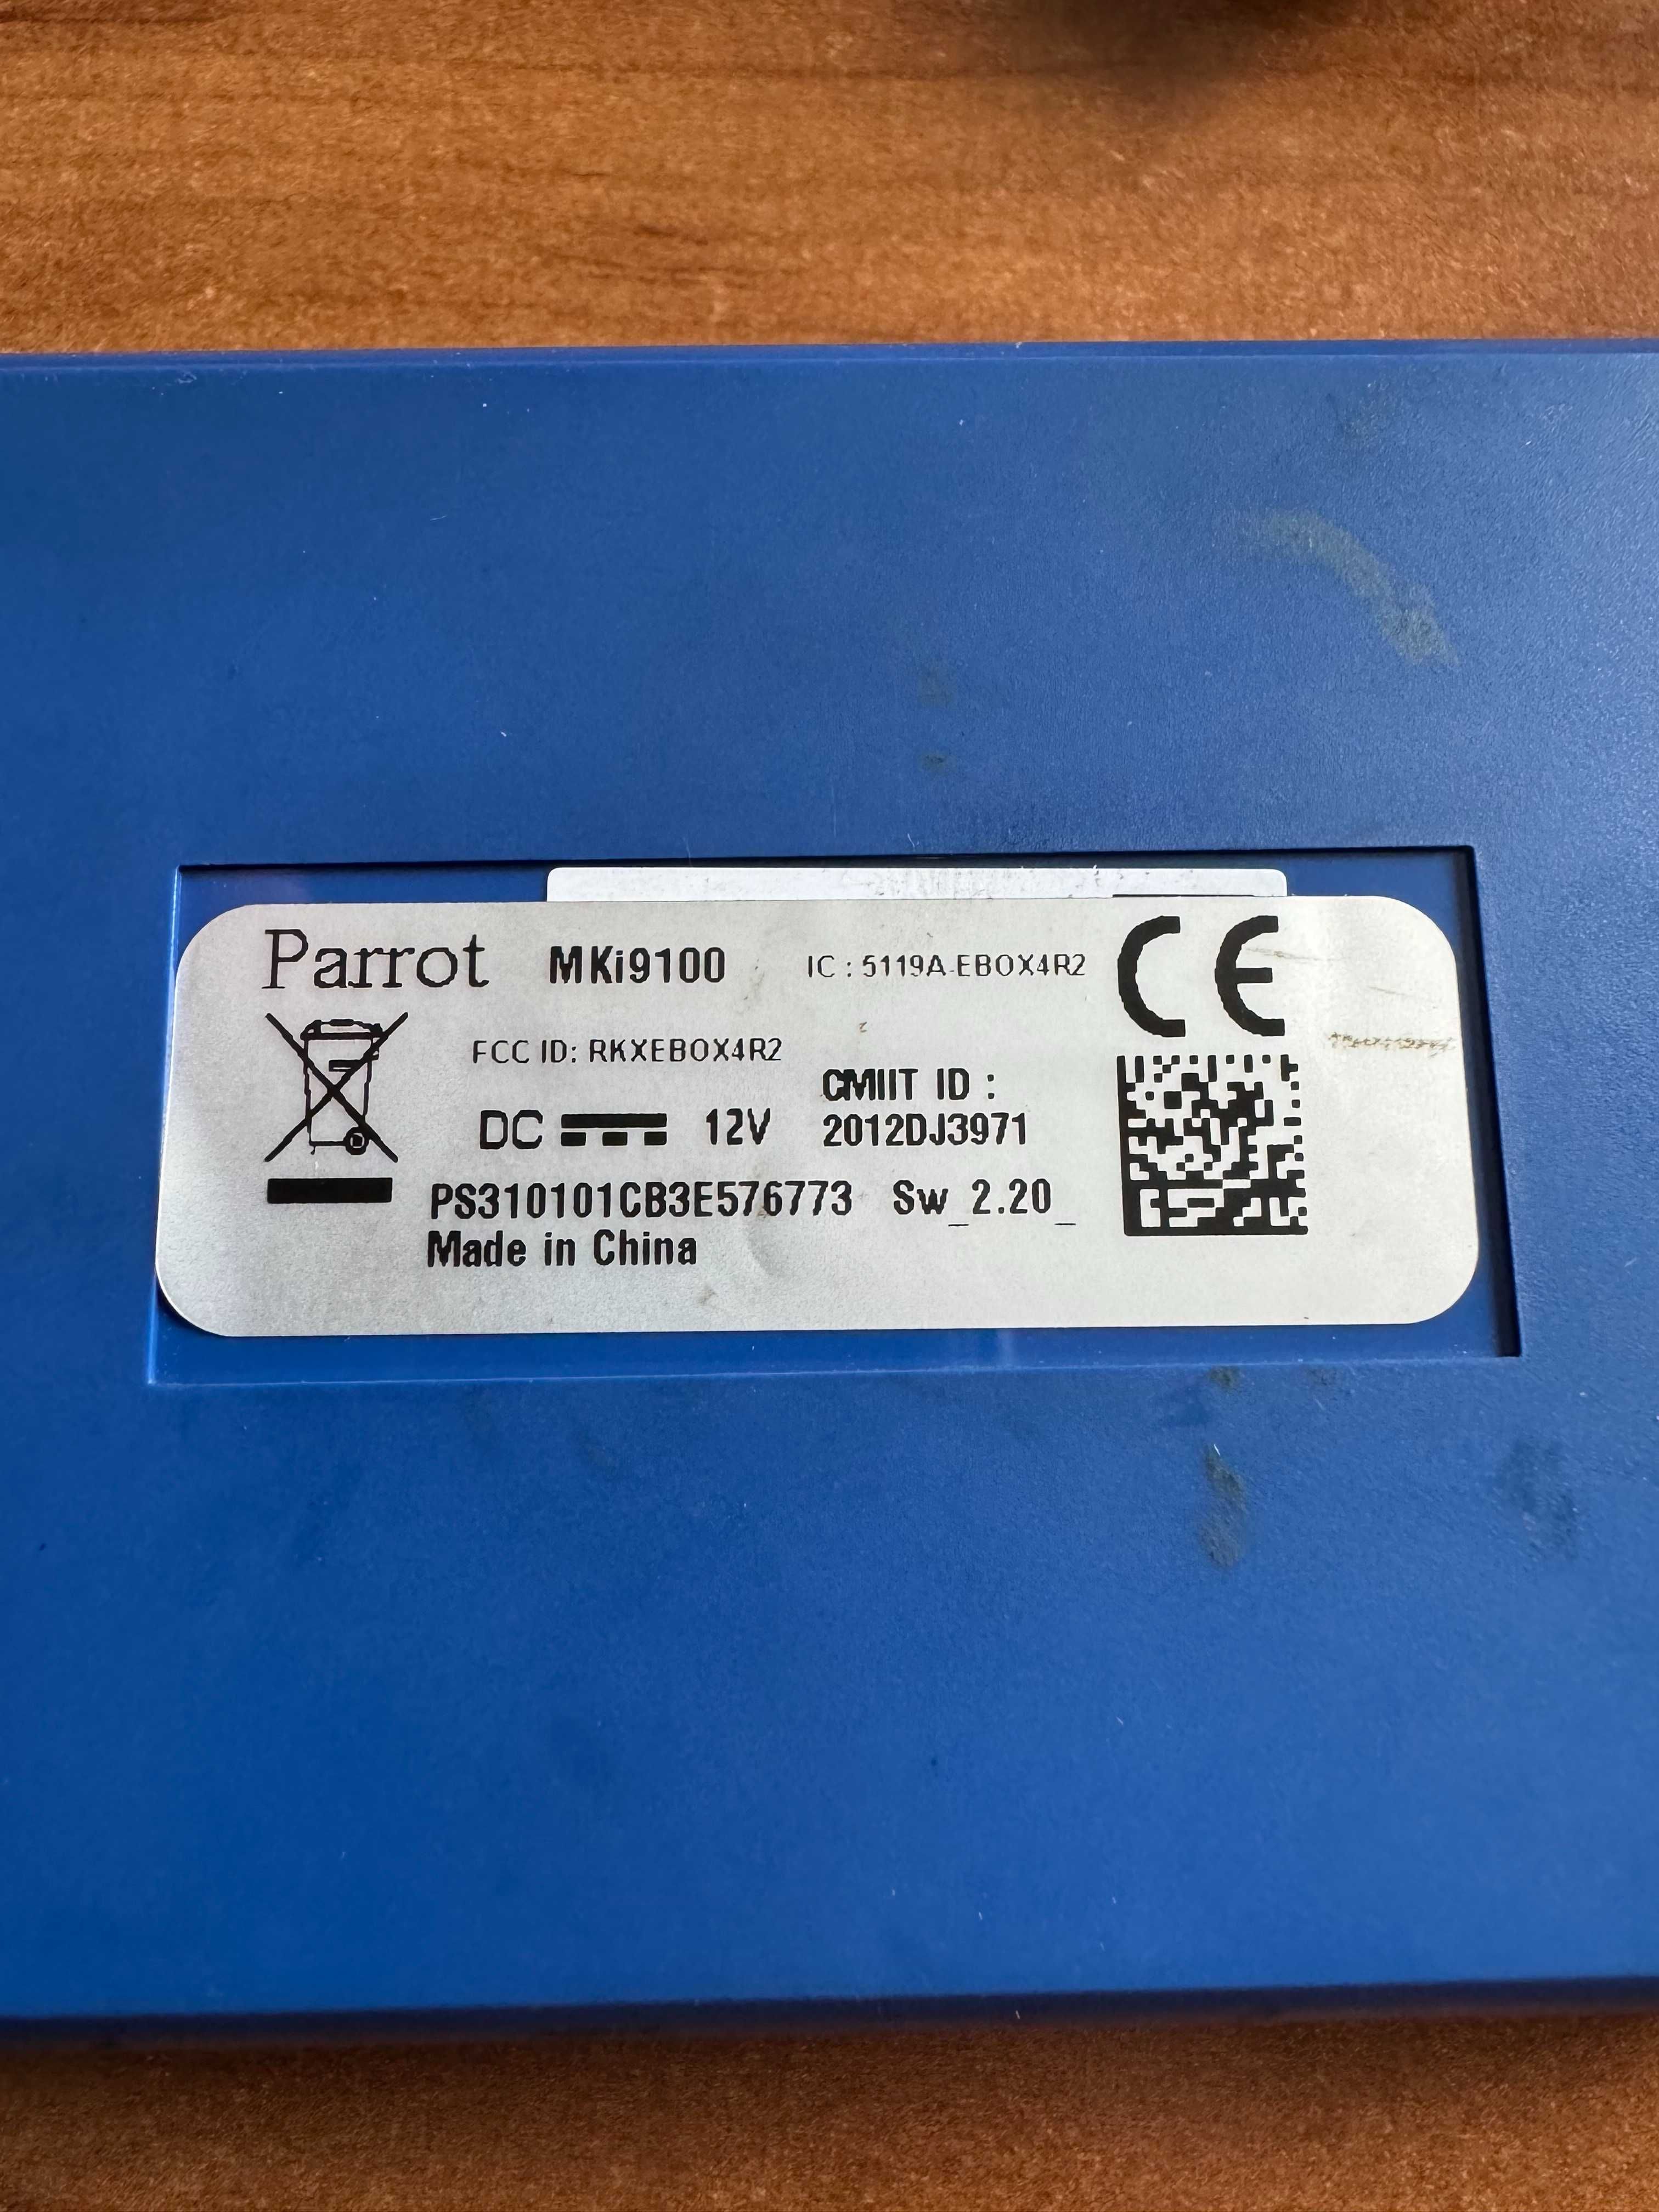 Parrot MKi9100 IC : 5119A-EBOX4R2 CE
FCC ID: RKXEBOX4R2
CMIIT ID :
DC 12V 2012DJ3971
PS310101CB3E576773 Sw_2.20_
Made in China